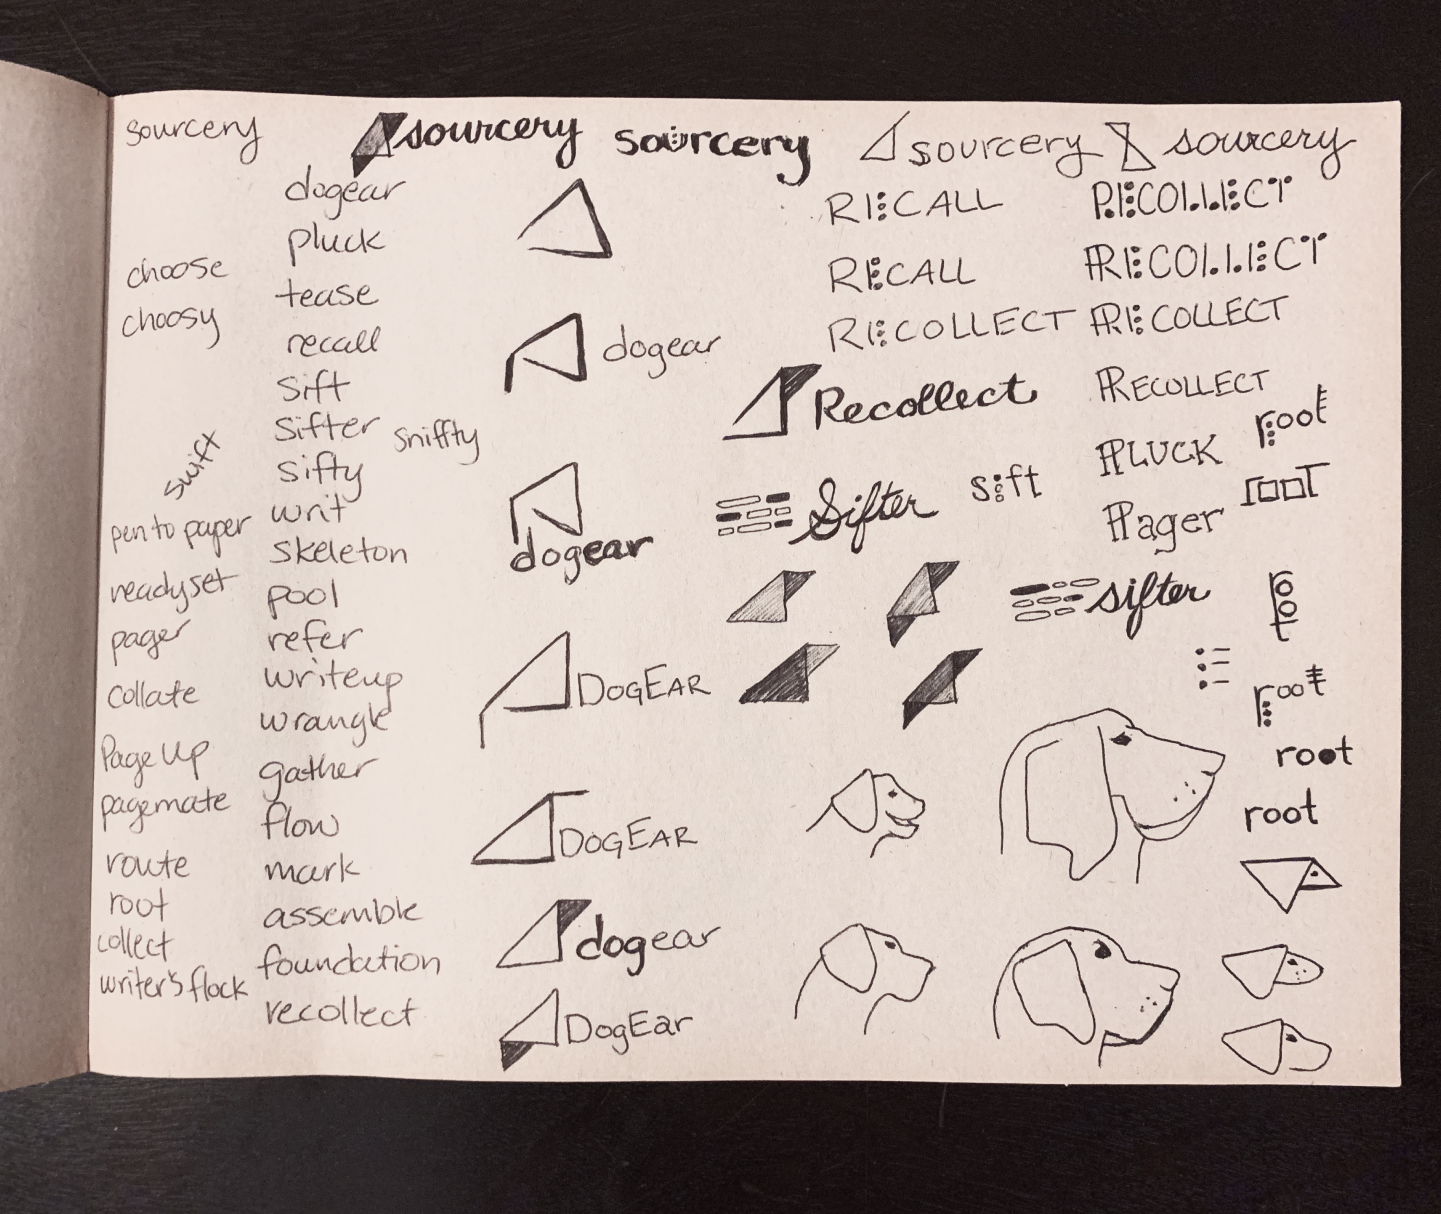 sourcery
sourcery
sourcery
sourcery
sourcery
choose
choosy
swift
pen to paper
ready set
pager
collate
Page Up
pagemate
route
root
collect
writer's flock
dogear
pluck
tease
recall
sift
sifter
sniffty
sifty
writ
skeleton
pool
refer
writeup
wrangle
gather
flow
mark
assemble
foundation
recollect
dogear
dogear
DOGEAR
DOGEAR
dogear
DogEar
RECALL
RECALL
RECOLLECT
Recollect
Sifter
sift
sifter
RECOLLECT
RECOLLECT
RECOLLECT
RECOLLECT
PLUCK
Pager
root
root
root
root
root
root